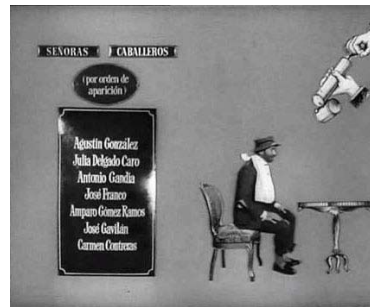 SEÑORAS CABALLEROS
(por orden de
aparición)
Agustín González
Julia Delgado Caro
Antonio Gandia
José Franco
Amparo Gómez Ramos
José Gavilán
Carmen Contreras